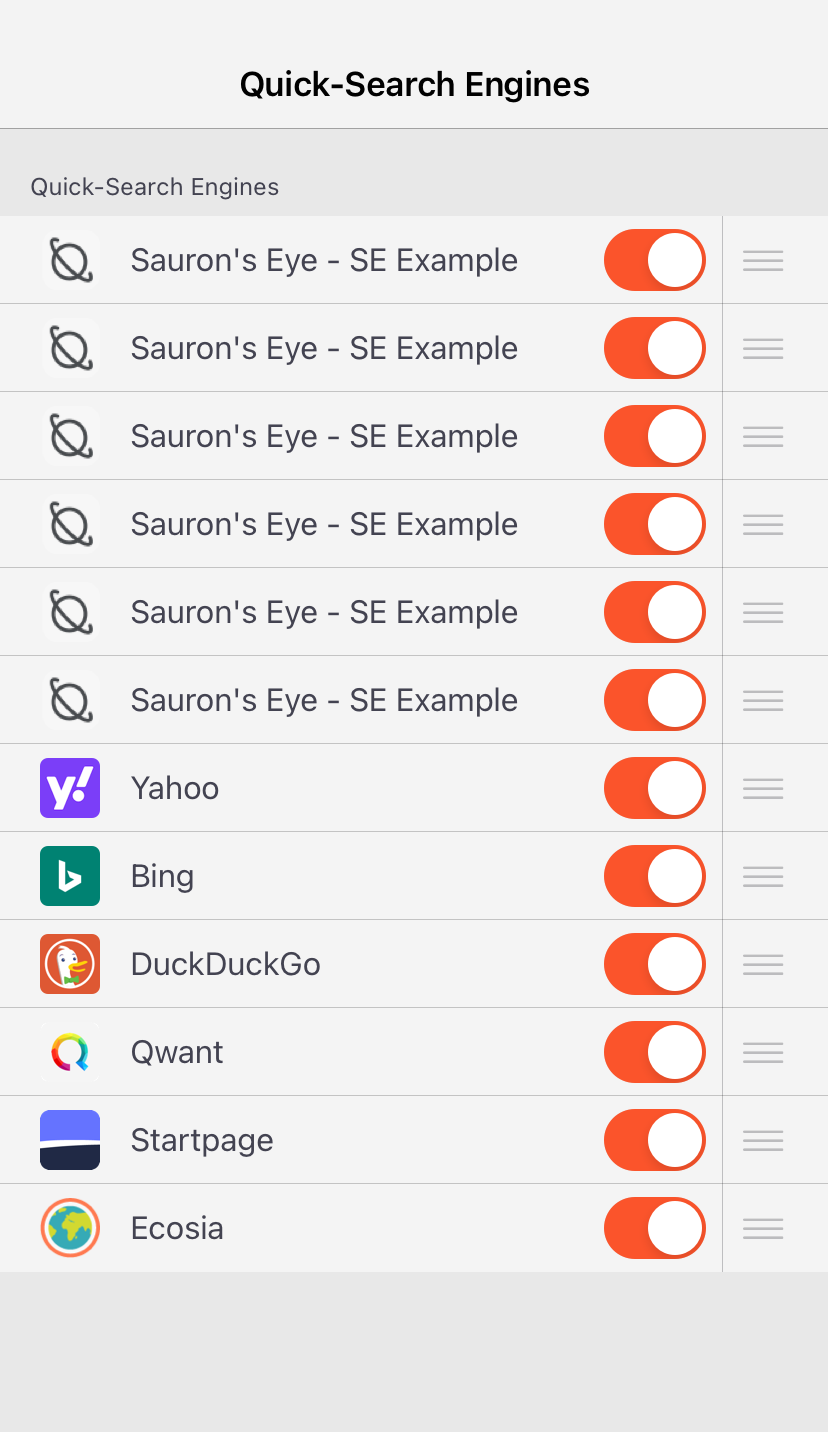 Quick-Search Engines
Quick-Search Engines
Sauron's Eye - SE Example
Sauron's Eye - SE Example
Sauron's Eye - SE Example
Sauron's Eye - SE Example
Sauron's Eye - SE Example
Sauron's Eye - SE Example
Yahoo
Bing
DuckDuckGo
Qwant
Startpage
Ecosia